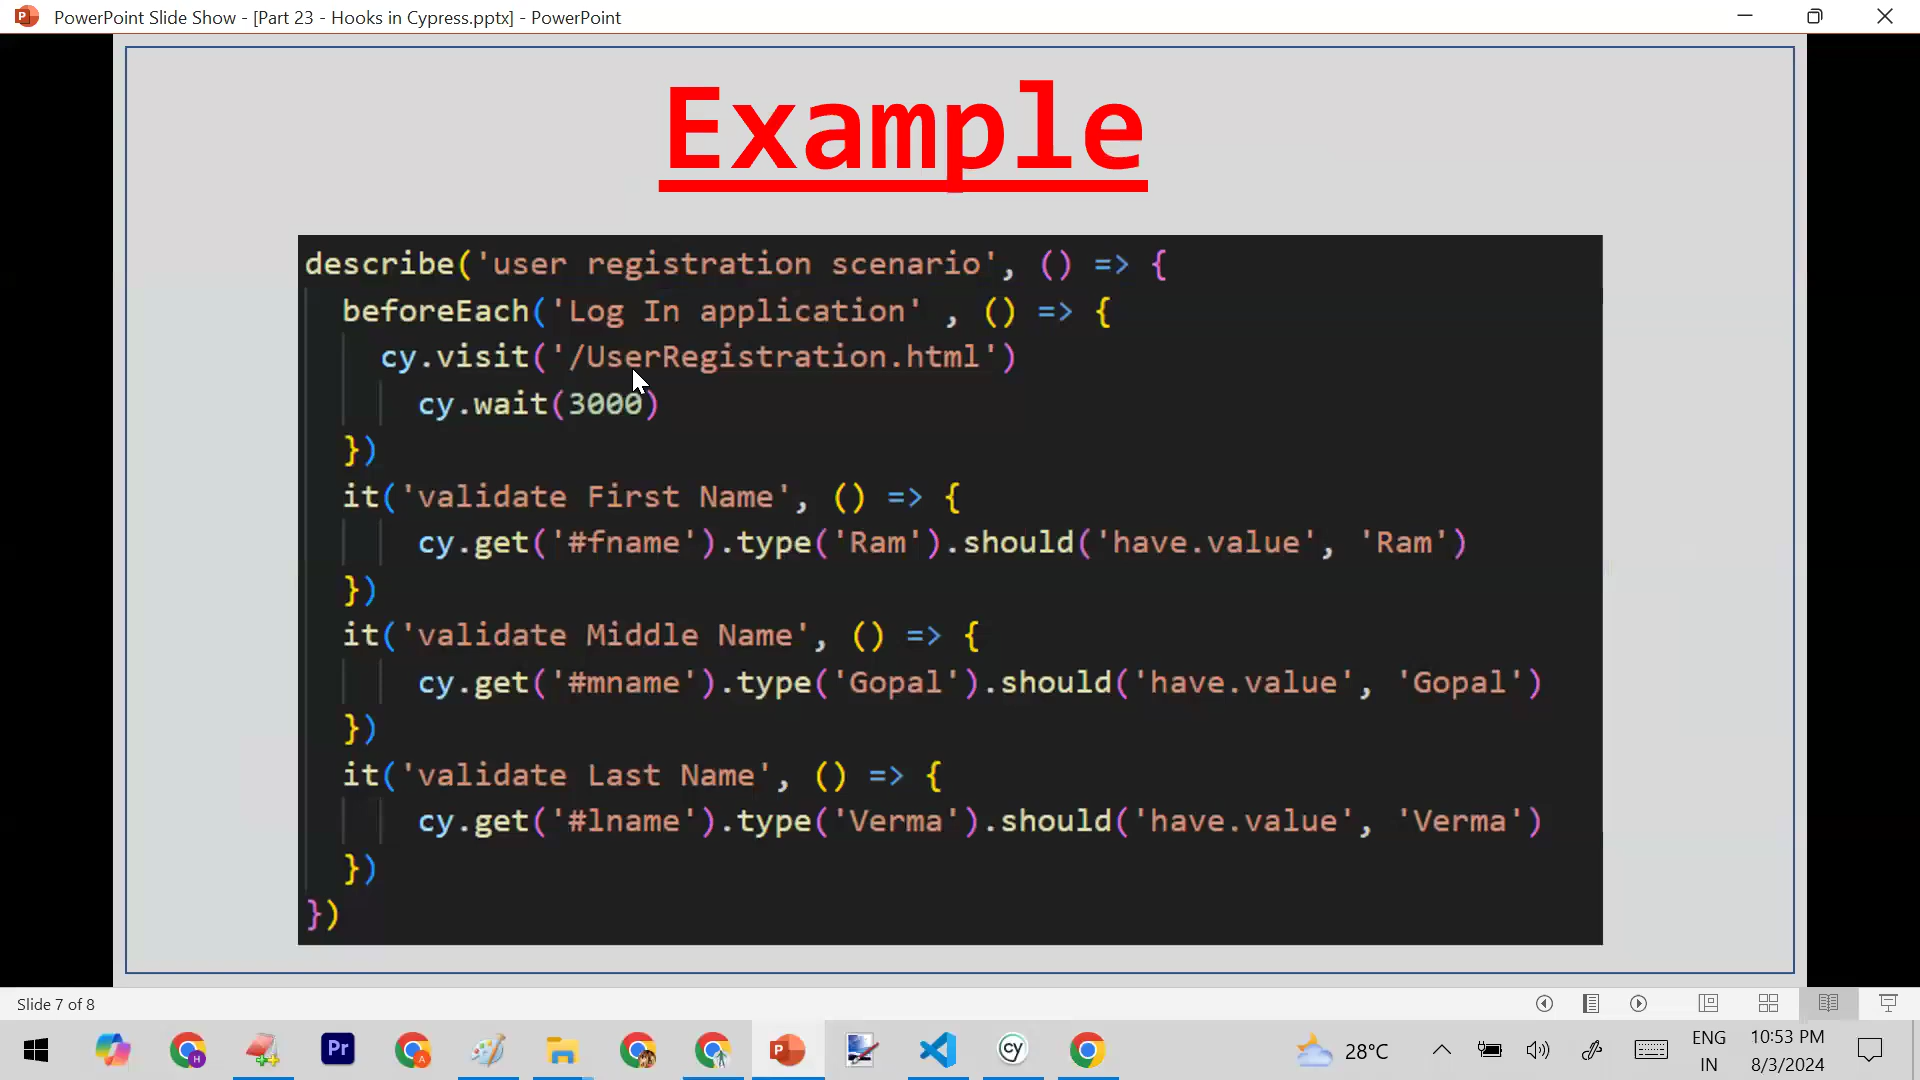 PowerPoint Slide Show - [Part 23 - Hooks in Cypress.pptx] - PowerPoint
Example
describe('user registration scenario', () => {
beforeEach('Log In application' , () => {
cy.visit('/UserRegistration.html')
cy.wait(3000)
})
it('validate First Name', () => {
cy.get('#fname').type('Ram').should('have.value', 'Ram')
})
it('validate Middle Name', () => {
cy.get('#mname').type('Gopal').should('have.value', 'Gopal')
})
it('validate Last Name', () => {
cy.get('#lname').type('Verma').should('have.value', 'Verma')
})
})
Slide 7 of 8
Pr
cy
28°C
ENG
IN
10:53 PM
8/3/2024